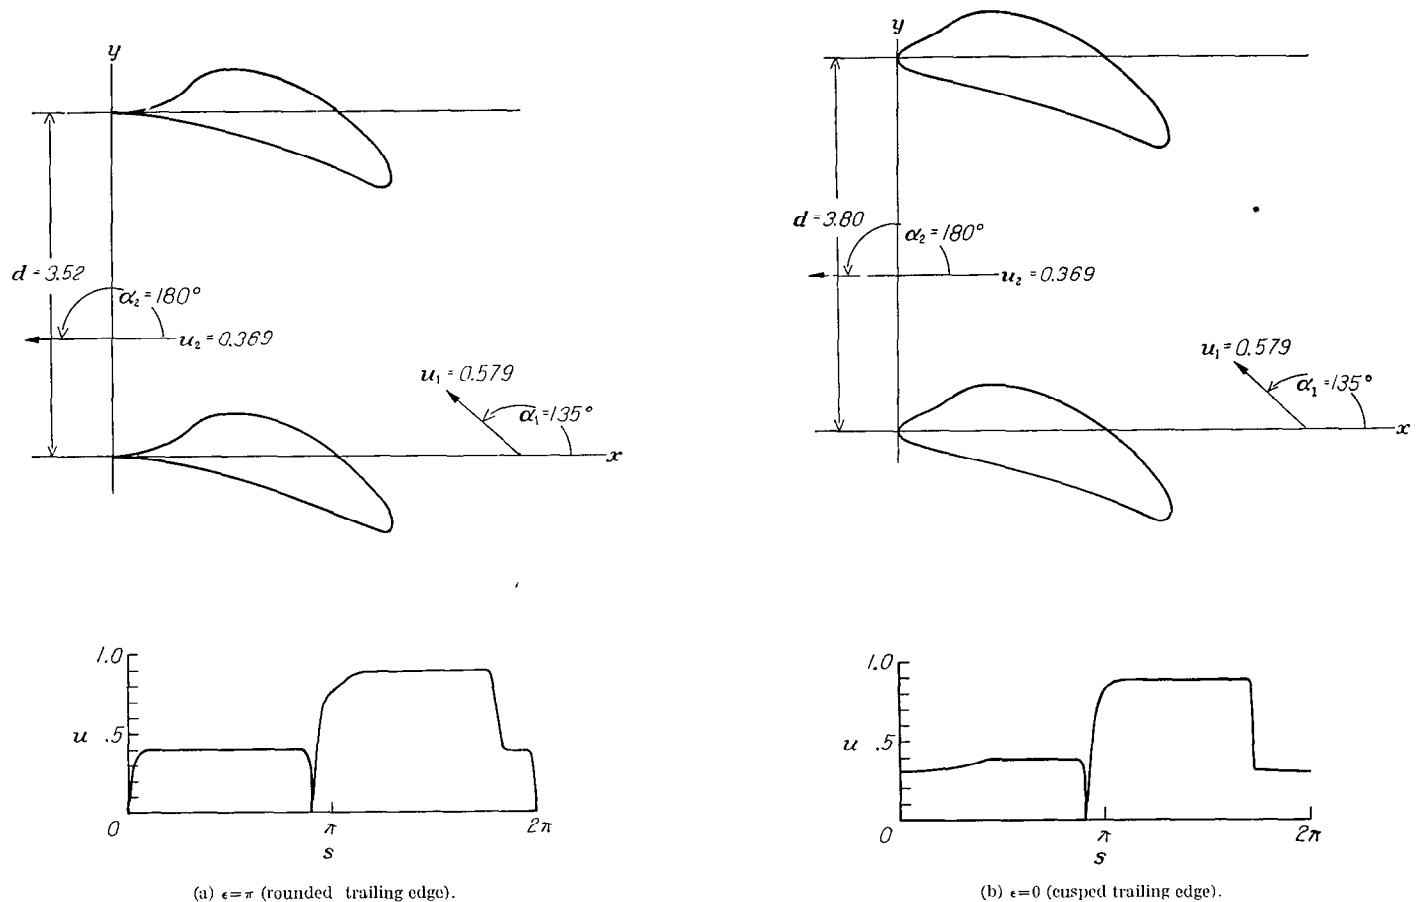 y
d=3.52
α₂=180°
u₂=0.369
u₁=0.579
α₁=135°
x
1.0
u .5
0 π 2π
s
(a) ε=π (rounded trailing edge).
y
d=3.80
α₂=180°
u₂=0.369
u₁=0.579
α₁=135°
x
1.0
u .5
0 π 2π
s
(b) ε=0 (cusped trailing edge).